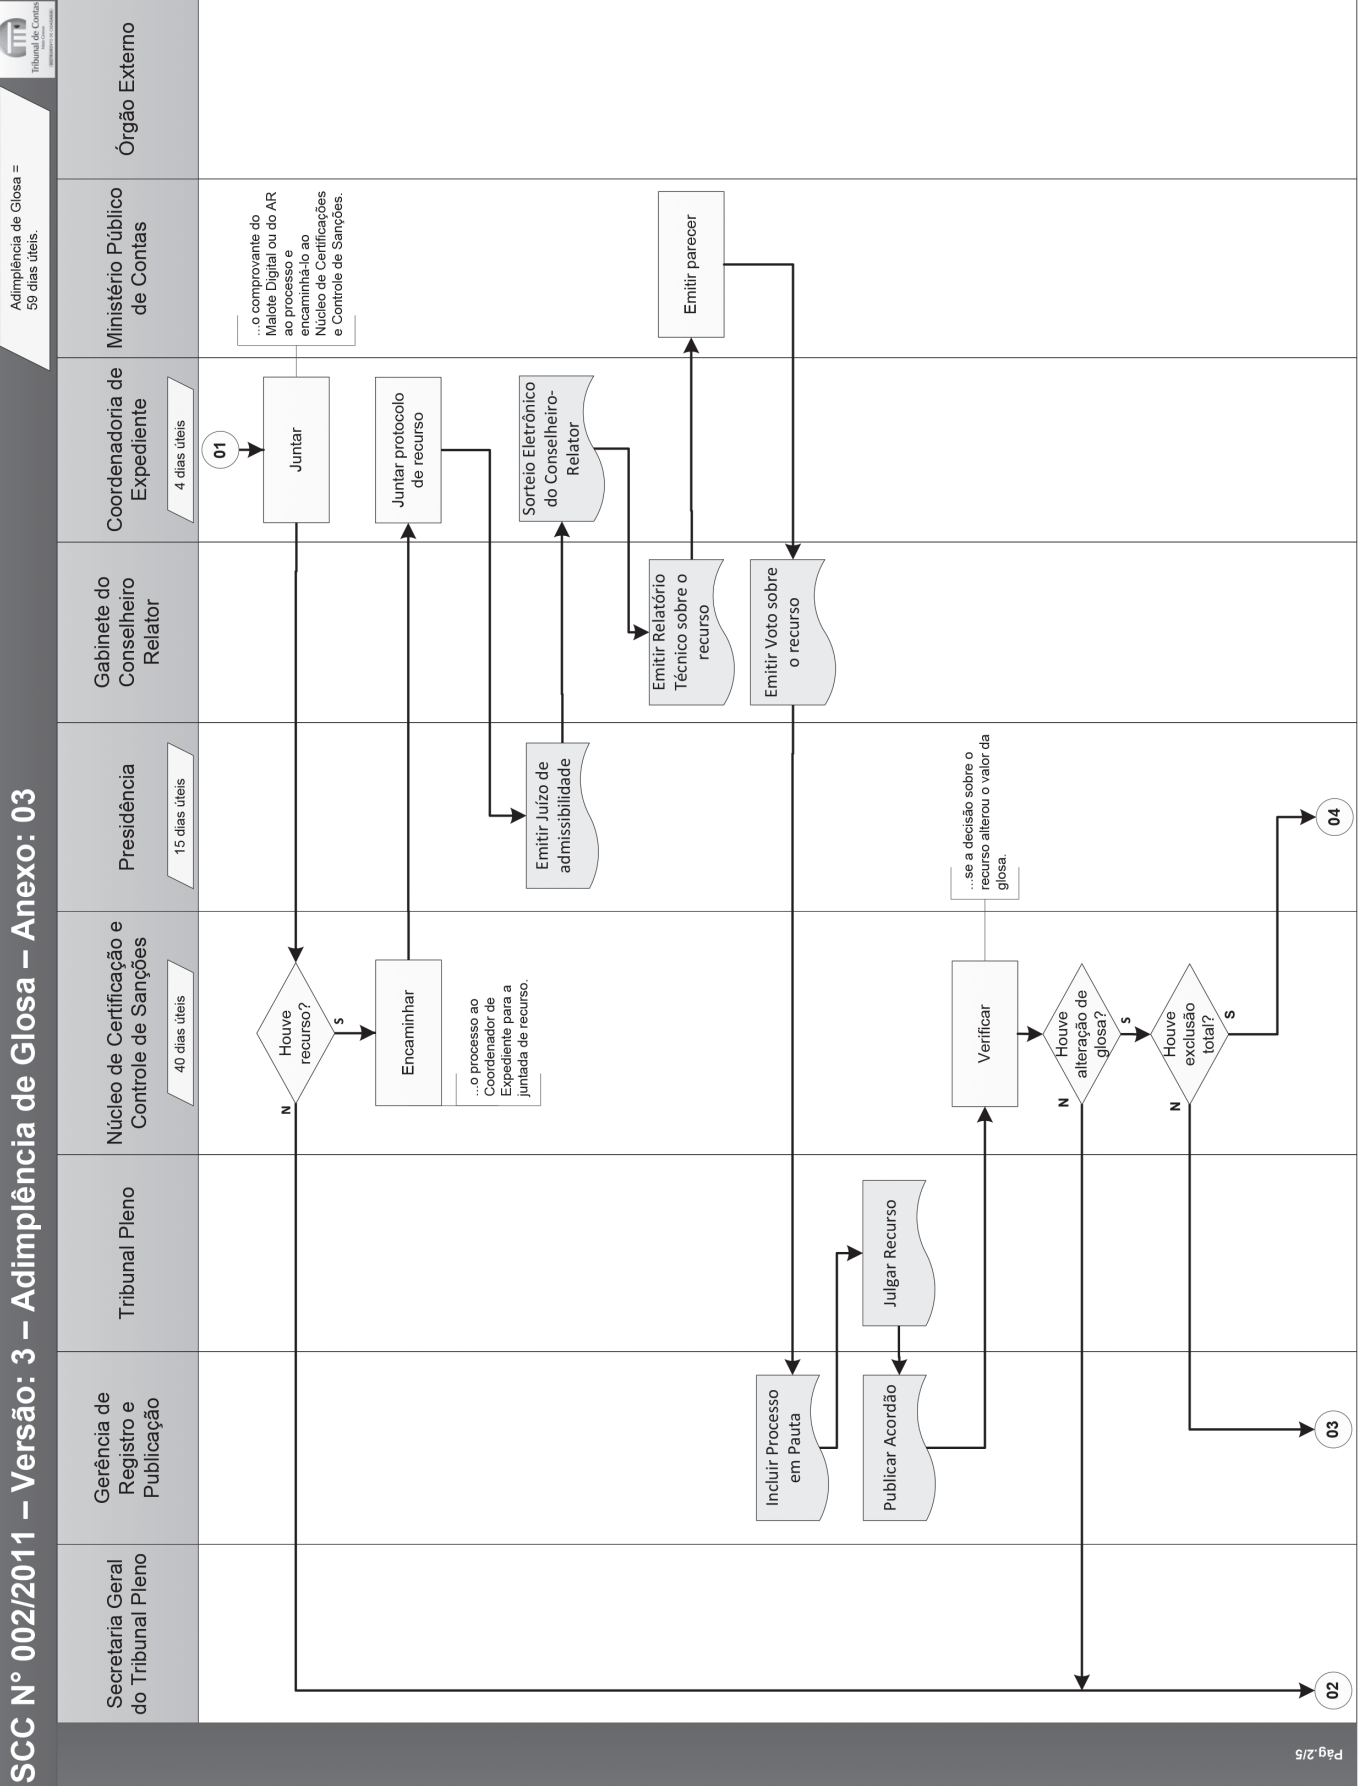 SCC N° 002/2011 – Versão: 3 – Adimplência de Glosa – Anexo: 03
Adimplência de Glosa =
59 dias úteis.
Tribunal de Contas
Secretaria Geral
do Tribunal Pleno
Gerência de
Registro e
Publicação
Tribunal Pleno
Núcleo de Certificação e
Controle de Sanções
40 dias úteis
Presidência
15 dias úteis
Gabinete do
Conselheiro
Relator
Coordenadoria de
Expediente
4 dias úteis
Ministério Público
de Contas
Órgão Externo
01
Juntar
...o comprovante do
Malote Digital ou do AR
ao processo e
encaminhá-lo ao
Núcleo de Certificações
e Controle de Sanções.
Houve
recurso?
N
S
Encaminhar
...o processo ao
Coordenador de
Expediente para a
juntada de recurso.
Juntar protocolo
de recurso
Emitir Juízo de
admissibilidade
Sorteio Eletrônico
do Conselheiro-
Relator
Emitir Relatório
Técnico sobre o
recurso
Emitir parecer
Emitir Voto sobre
o recurso
Incluir Processo
em Pauta
Julgar Recurso
Publicar Acordão
Verificar
...se a decisão sobre o
recurso alterou o valor da
glosa.
Houve
alteração de
glosa?
N
S
Houve
exclusão
total?
N
S
02
03
04
Pág.2/5